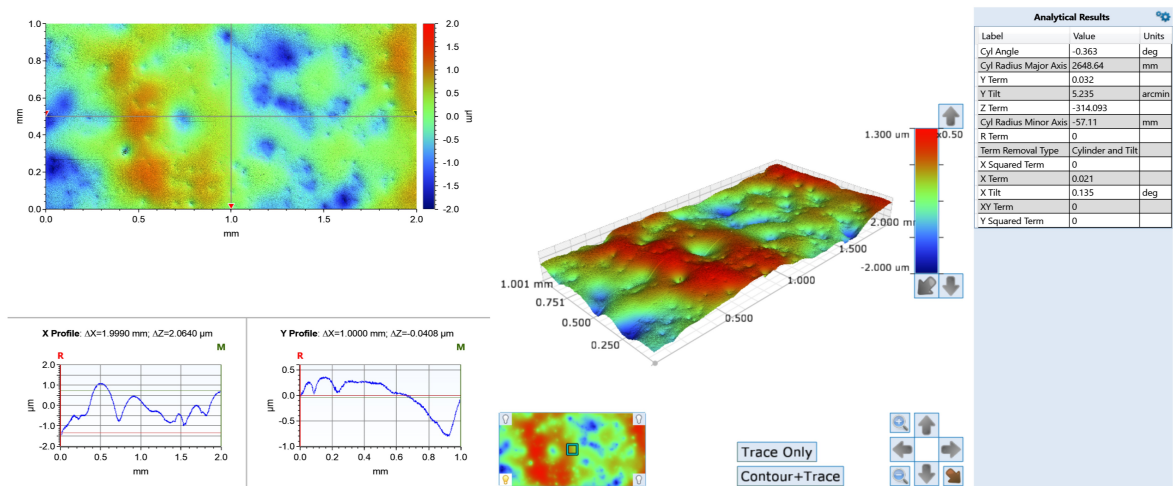 1.0
0.8
0.6
0.4
0.2
0.0
mm
0.0 0.5 1.0 1.5 2.0
mm
2.0
1.5
1.0
0.5
0.0
-0.5
-1.0
-1.5
-2.0
µm
X Profile: ΔX=1.9990 mm; ΔZ=2.0640 µm
R
M
2.0
1.0
0.0
-1.0
-2.0
µm
0.0 0.5 1.0 1.5 2.0
mm
Y Profile: ΔX=1.0000 mm; ΔZ=-0.0408 µm
R
M
0.5
0.0
-0.5
-1.0
µm
0.0 0.2 0.4 0.6 0.8 1.0
mm
1.300 um
x0.50
-2.000 um
2.000 m
1.500
1.000
0.500
1.001 mm
0.751
0.500
0.250
Trace Only
Contour+Trace
Analytical Results
Label Value Units
Cyl Angle -0.363 deg
Cyl Radius Major Axis 2648.64 mm
Y Term 0.032
Y Tilt 5.235 arcmin
Z Term -314.093
Cyl Radius Minor Axis -57.11 mm
R Term 0
Term Removal Type Cylinder and Tilt
X Squared Term 0
X Term 0.021
X Tilt 0.135 deg
XY Term 0
Y Squared Term 0